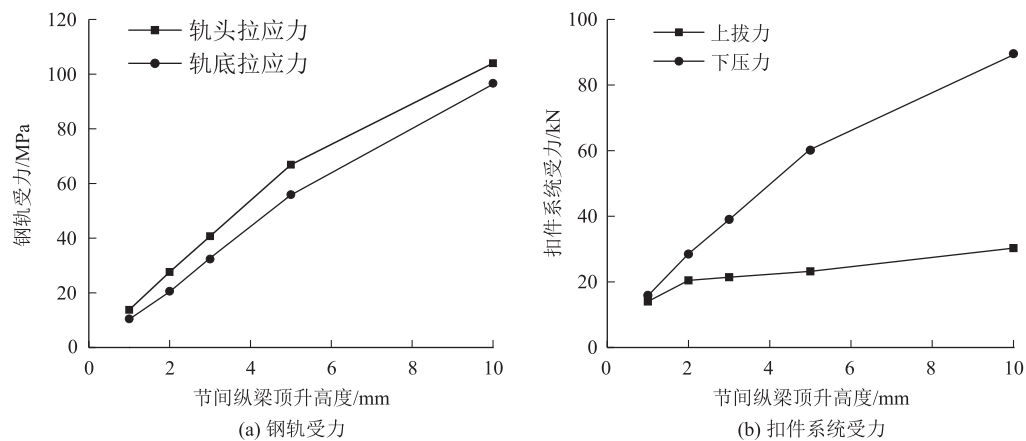 120
100
80
60
40
20
0
钢轨受力/MPa
轨头拉应力
轨底拉应力
0 2 4 6 8 10
节间纵梁顶升高度/mm
(a) 钢轨受力
100
80
60
40
20
0
扣件系统受力/kN
上拔力
下压力
0 2 4 6 8 10
节间纵梁顶升高度/mm
(b) 扣件系统受力